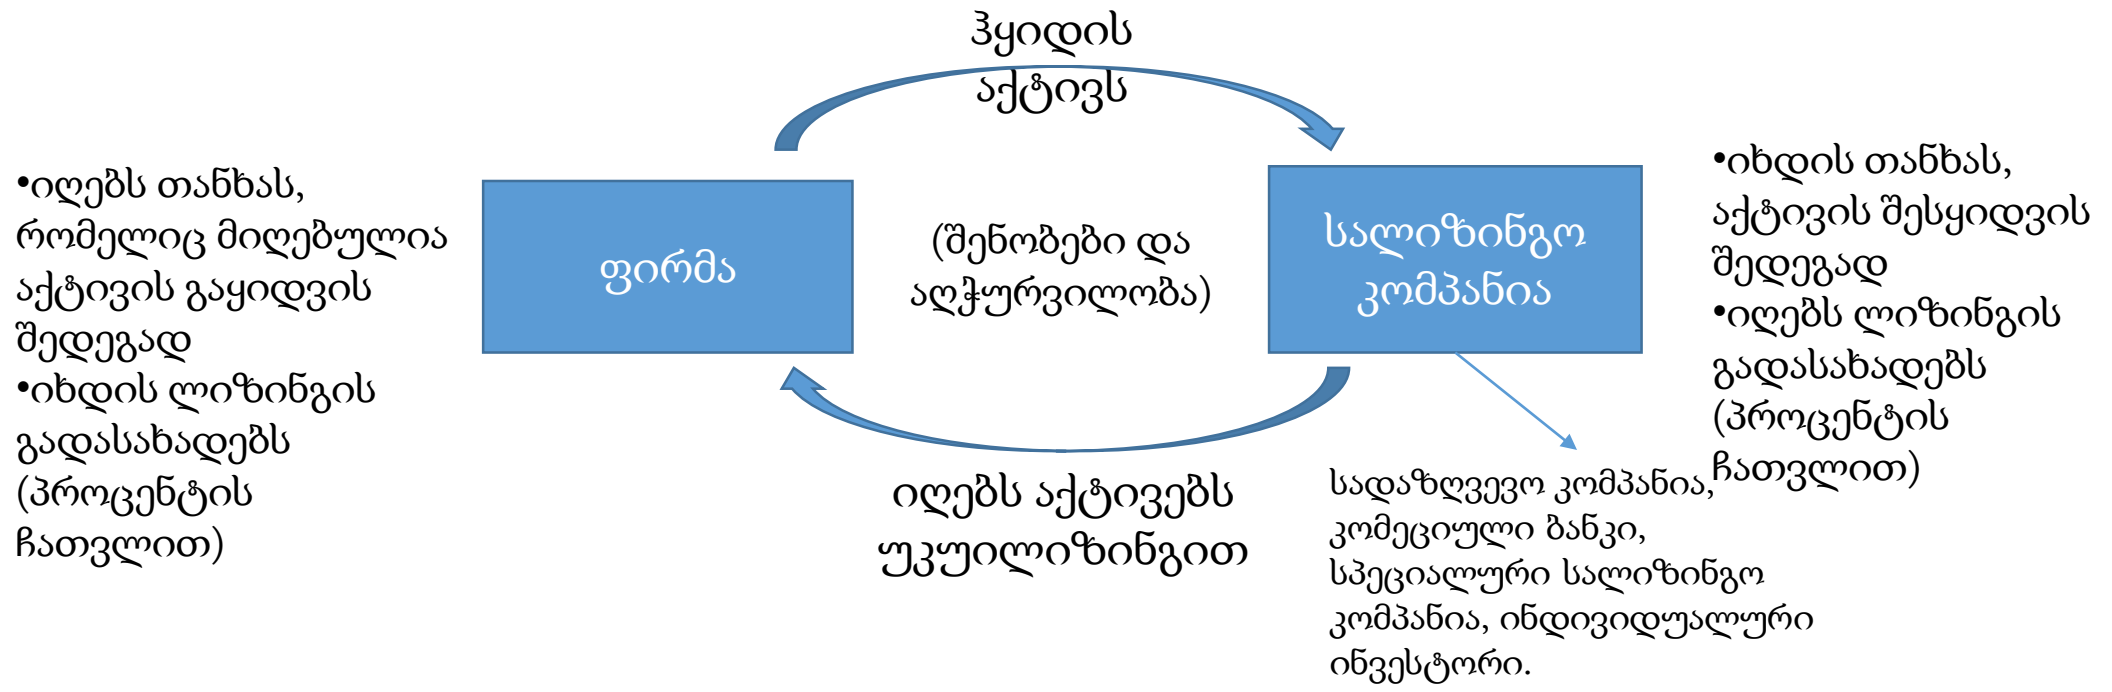 ჰყიდის
აქტივს
•იღებს თანხას,
რომელიც მიღებულია
აქტივის გაყიდვის
შედეგად
•იხდის ლიზინგის
გადასახადებს
(პროცენტის
ჩათვლით)
ფირმა
(შენობები და
აღჭურვილობა)
სალიზინგო
კომპანია
•იხდის თანხას,
აქტივის შესყიდვის
შედეგად
•იღებს ლიზინგის
გადასახადებს
(პროცენტის
ჩათვლით)
იღებს აქტივებს
უკუილიზინგით
სადაზღვევო კომპანია,
კომეციული ბანკი,
სპეციალური სალიზინგო
კომპანია, ინდივიდუალური
ინვესტორი.